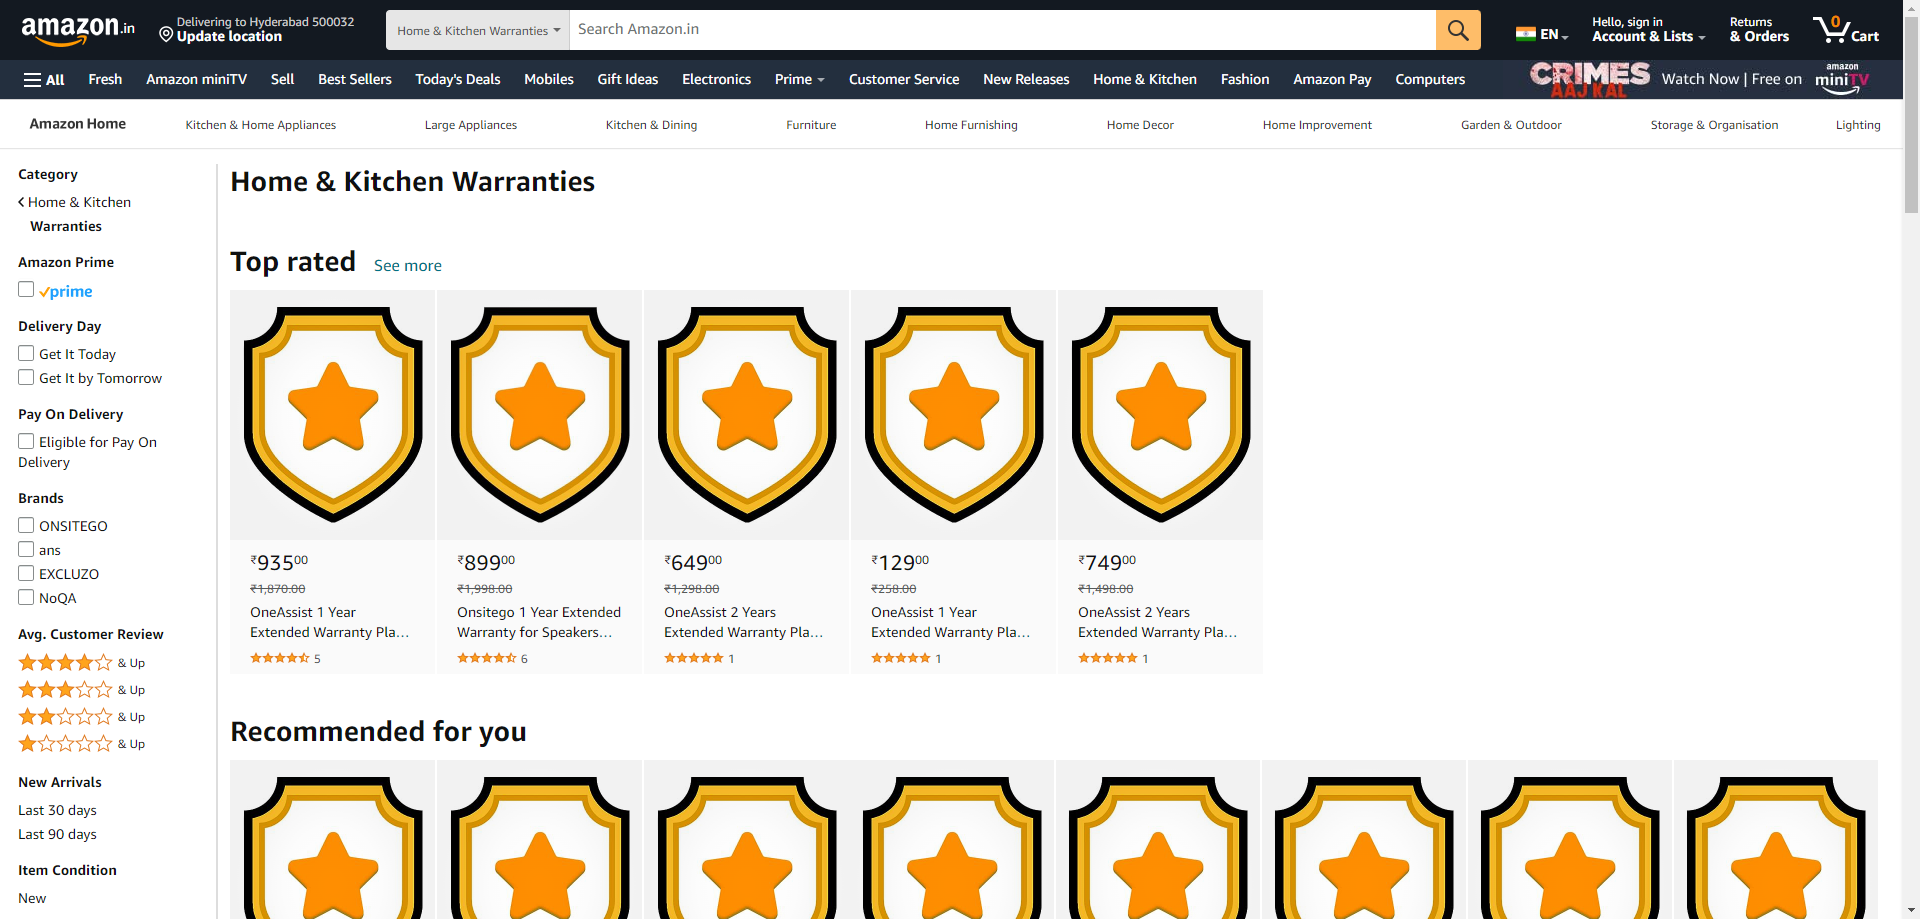 amazon.in
Delivering to Hyderabad 500032
Update location
Home & Kitchen Warranties
Search Amazon.in
EN
Hello, sign in
Account & Lists
Returns
& Orders
0
Cart
All
Fresh
Amazon miniTV
Sell
Best Sellers
Today's Deals
Mobiles
Gift Ideas
Electronics
Prime
Customer Service
New Releases
Home & Kitchen
Fashion
Amazon Pay
Computers
CRIMES
AAJ KAL
Watch Now | Free on
amazon
miniTV
Amazon Home
Kitchen & Home Appliances
Large Appliances
Kitchen & Dining
Furniture
Home Furnishing
Home Decor
Home Improvement
Garden & Outdoor
Storage & Organisation
Lighting
Category
Home & Kitchen
Warranties
Amazon Prime
prime
Delivery Day
Get It Today
Get It by Tomorrow
Pay On Delivery
Eligible for Pay On
Delivery
Brands
ONSITEGO
ans
EXCLUZO
NoQA
Avg. Customer Review
& Up
& Up
& Up
& Up
New Arrivals
Last 30 days
Last 90 days
Item Condition
New
Home & Kitchen Warranties
Top rated
See more
₹93500
₹1,870.00
OneAssist 1 Year
Extended Warranty Pla...
5
₹89900
₹1,998.00
Onsitego 1 Year Extended
Warranty for Speakers...
6
₹64900
₹1,298.00
OneAssist 2 Years
Extended Warranty Pla...
1
₹12900
₹258.00
OneAssist 1 Year
Extended Warranty Pla...
1
₹74900
₹1,498.00
OneAssist 2 Years
Extended Warranty Pla...
1
Recommended for you